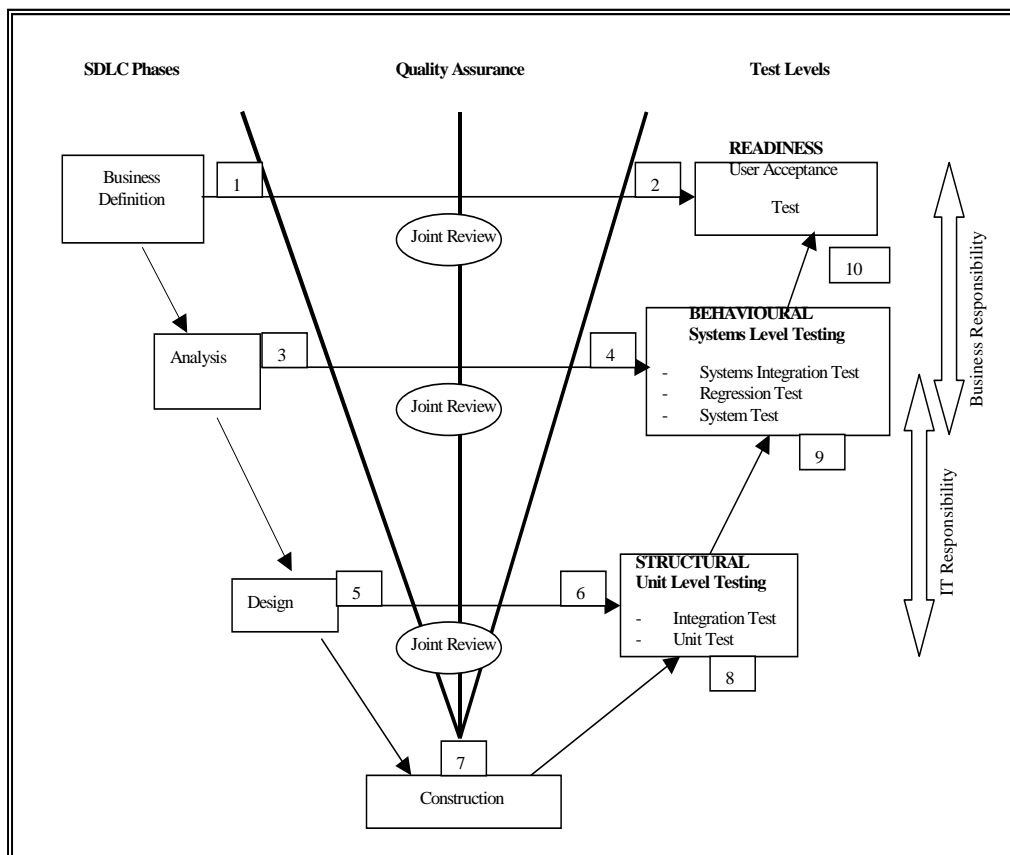 SDLC Phases
Quality Assurance
Test Levels
READINESS
User Acceptance
Test
Business
Definition
1
2
Joint Review
10
BEHAVIOURAL
Systems Level Testing
- Systems Integration Test
- Regression Test
- System Test
Analysis
3
4
Joint Review
9
Business Responsibility
STRUCTURAL
Unit Level Testing
- Integration Test
- Unit Test
Design
5
6
Joint Review
8
IT Responsibility
7
Construction